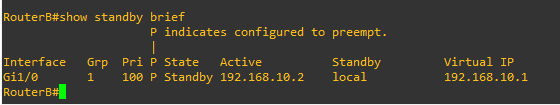 RouterB#show standby brief
                     P indicates configured to preempt.
                     |
Interface   Grp  Pri P State   Active          Standby         Virtual IP
Gi1/0       1    100 P Standby 192.168.10.2    local           192.168.10.1
RouterB#